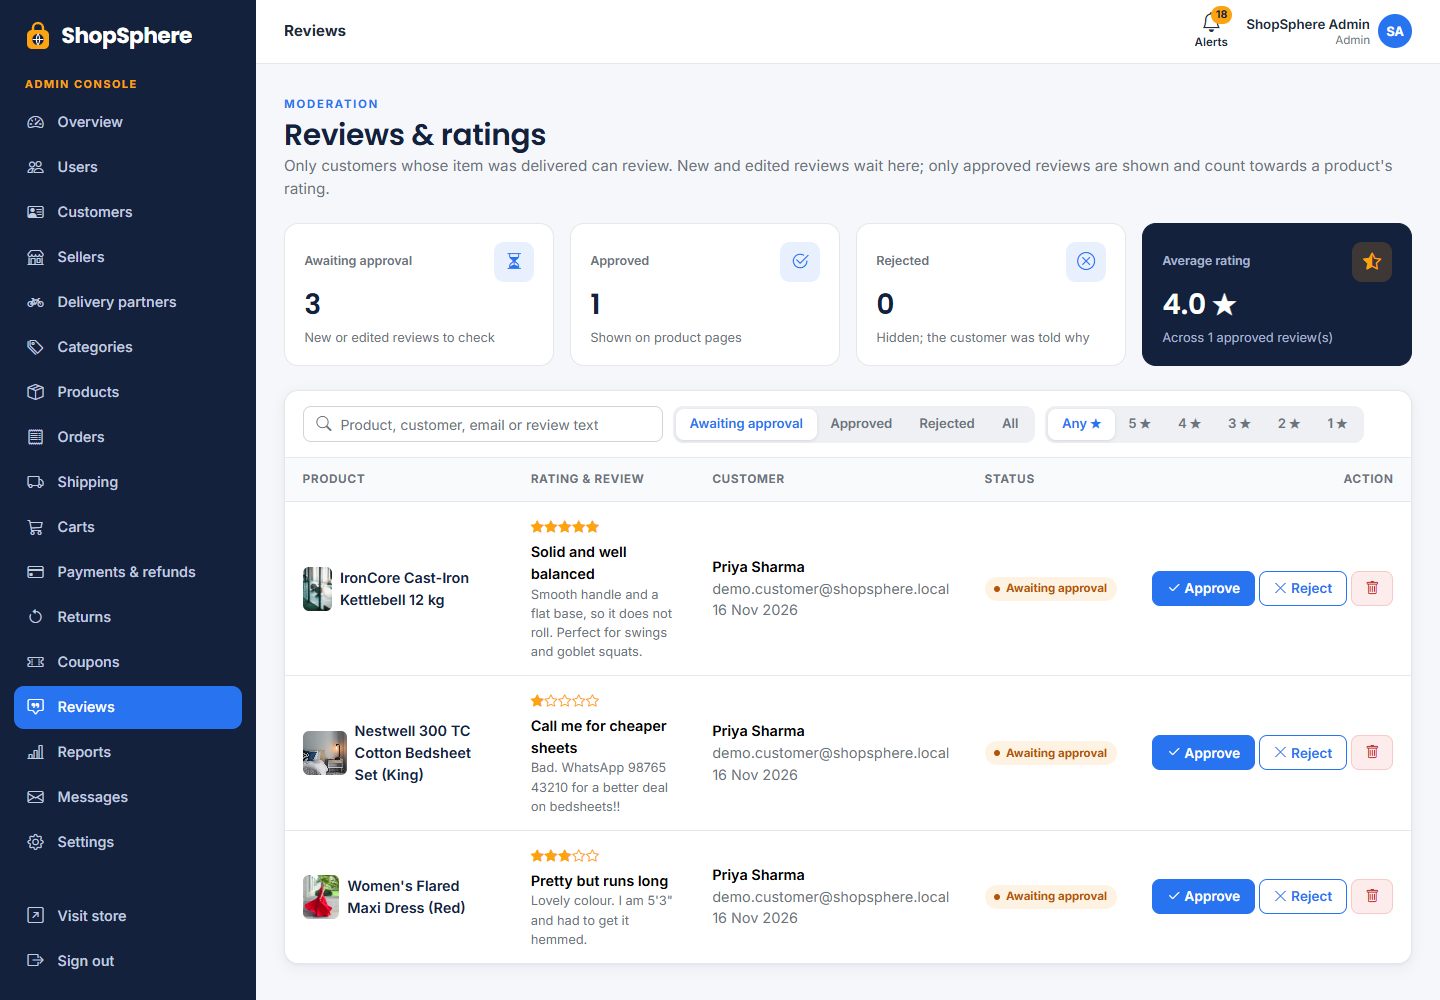 ShopSphere
ADMIN CONSOLE
Overview
Users
Customers
Sellers
Delivery partners
Categories
Products
Orders
Shipping
Carts
Payments & refunds
Returns
Coupons
Reviews
Reports
Messages
Settings
Visit store
Sign out
Reviews
18
Alerts
ShopSphere Admin
Admin
SA
MODERATION
Reviews & ratings
Only customers whose item was delivered can review. New and edited reviews wait here; only approved reviews are shown and count towards a product's
rating.
Awaiting approval
3
New or edited reviews to check
Approved
1
Shown on product pages
Rejected
0
Hidden; the customer was told why
Average rating
4.0 ★
Across 1 approved review(s)
Product, customer, email or review text
Awaiting approval Approved Rejected All
Any ★ 5 ★ 4 ★ 3 ★ 2 ★ 1 ★
PRODUCT RATING & REVIEW CUSTOMER STATUS ACTION
IronCore Cast-Iron
Kettlebell 12 kg
Solid and well
balanced
Smooth handle and a
flat base, so it does not
roll. Perfect for swings
and goblet squats.
Priya Sharma
demo.customer@shopsphere.local
16 Nov 2026
Awaiting approval
Approve Reject
Nestwell 300 TC
Cotton Bedsheet
Set (King)
Call me for cheaper
sheets
Bad. WhatsApp 98765
43210 for a better deal
on bedsheets!!
Priya Sharma
demo.customer@shopsphere.local
16 Nov 2026
Awaiting approval
Approve Reject
Women's Flared
Maxi Dress (Red)
Pretty but runs long
Lovely colour. I am 5'3"
and had to get it
hemmed.
Priya Sharma
demo.customer@shopsphere.local
16 Nov 2026
Awaiting approval
Approve Reject